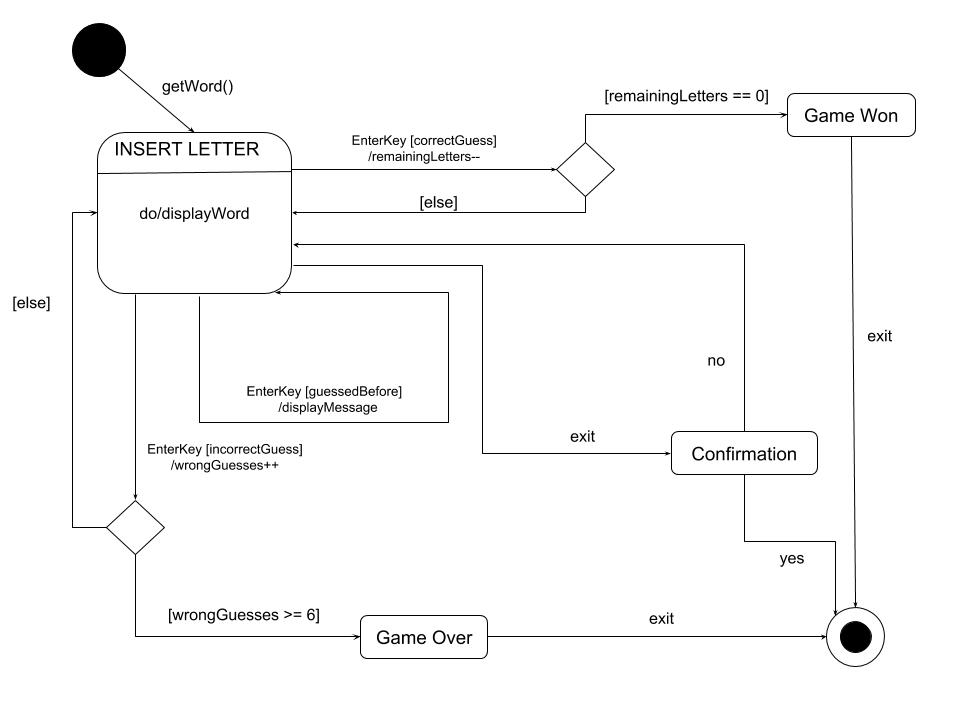 getWord()
[remainingLetters == 0]
Game Won
INSERT LETTER
EnterKey [correctGuess]
/remainingLetters--
[else]
do/displayWord
[else]
exit
no
EnterKey [guessedBefore]
/displayMessage
exit
Confirmation
EnterKey [incorrectGuess]
/wrongGuesses++
yes
[wrongGuesses >= 6]
Game Over
exit